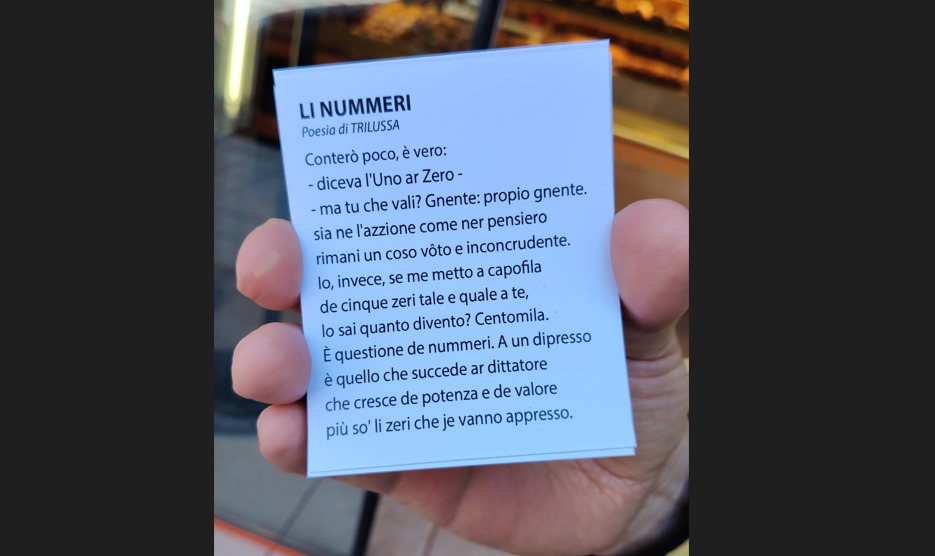 LI NUMMERI
Poesia di TRILUSSA
Conterò poco, è vero:
- diceva l'Uno ar Zero -
- ma tu che vali? Gnente: propio gnente.
sia ne l'azzione come ner pensiero
rimani un coso vôto e inconcrudente.
Io, invece, se me metto a capofila
de cinque zeri tale e quale a te,
lo sai quanto divento? Centomila.
È questione de nummeri. A un dipresso
è quello che succede ar dittatore
che cresce de potenza e de valore
più so' li zeri che je vanno appresso.